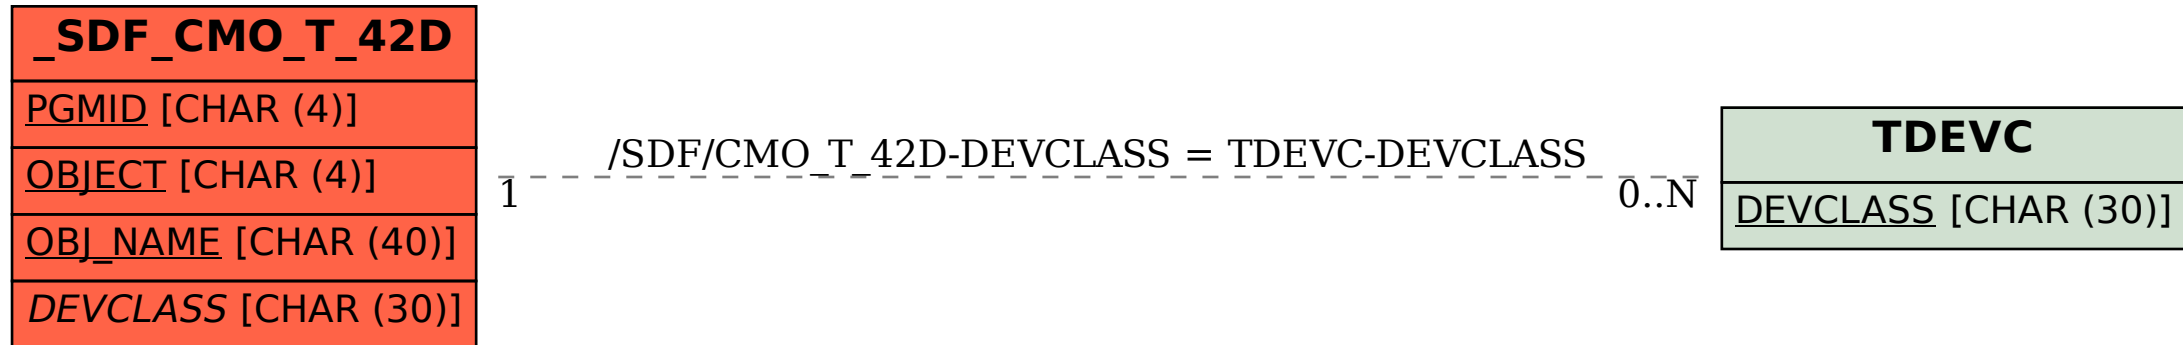 _SDF_CMO_T_42D
PGMID [CHAR (4)]
OBJECT [CHAR (4)]
OBJ_NAME [CHAR (40)]
DEVCLASS [CHAR (30)]
/SDF/CMO_T_42D-DEVCLASS = TDEVC-DEVCLASS
1
0..N
TDEVC
DEVCLASS [CHAR (30)]